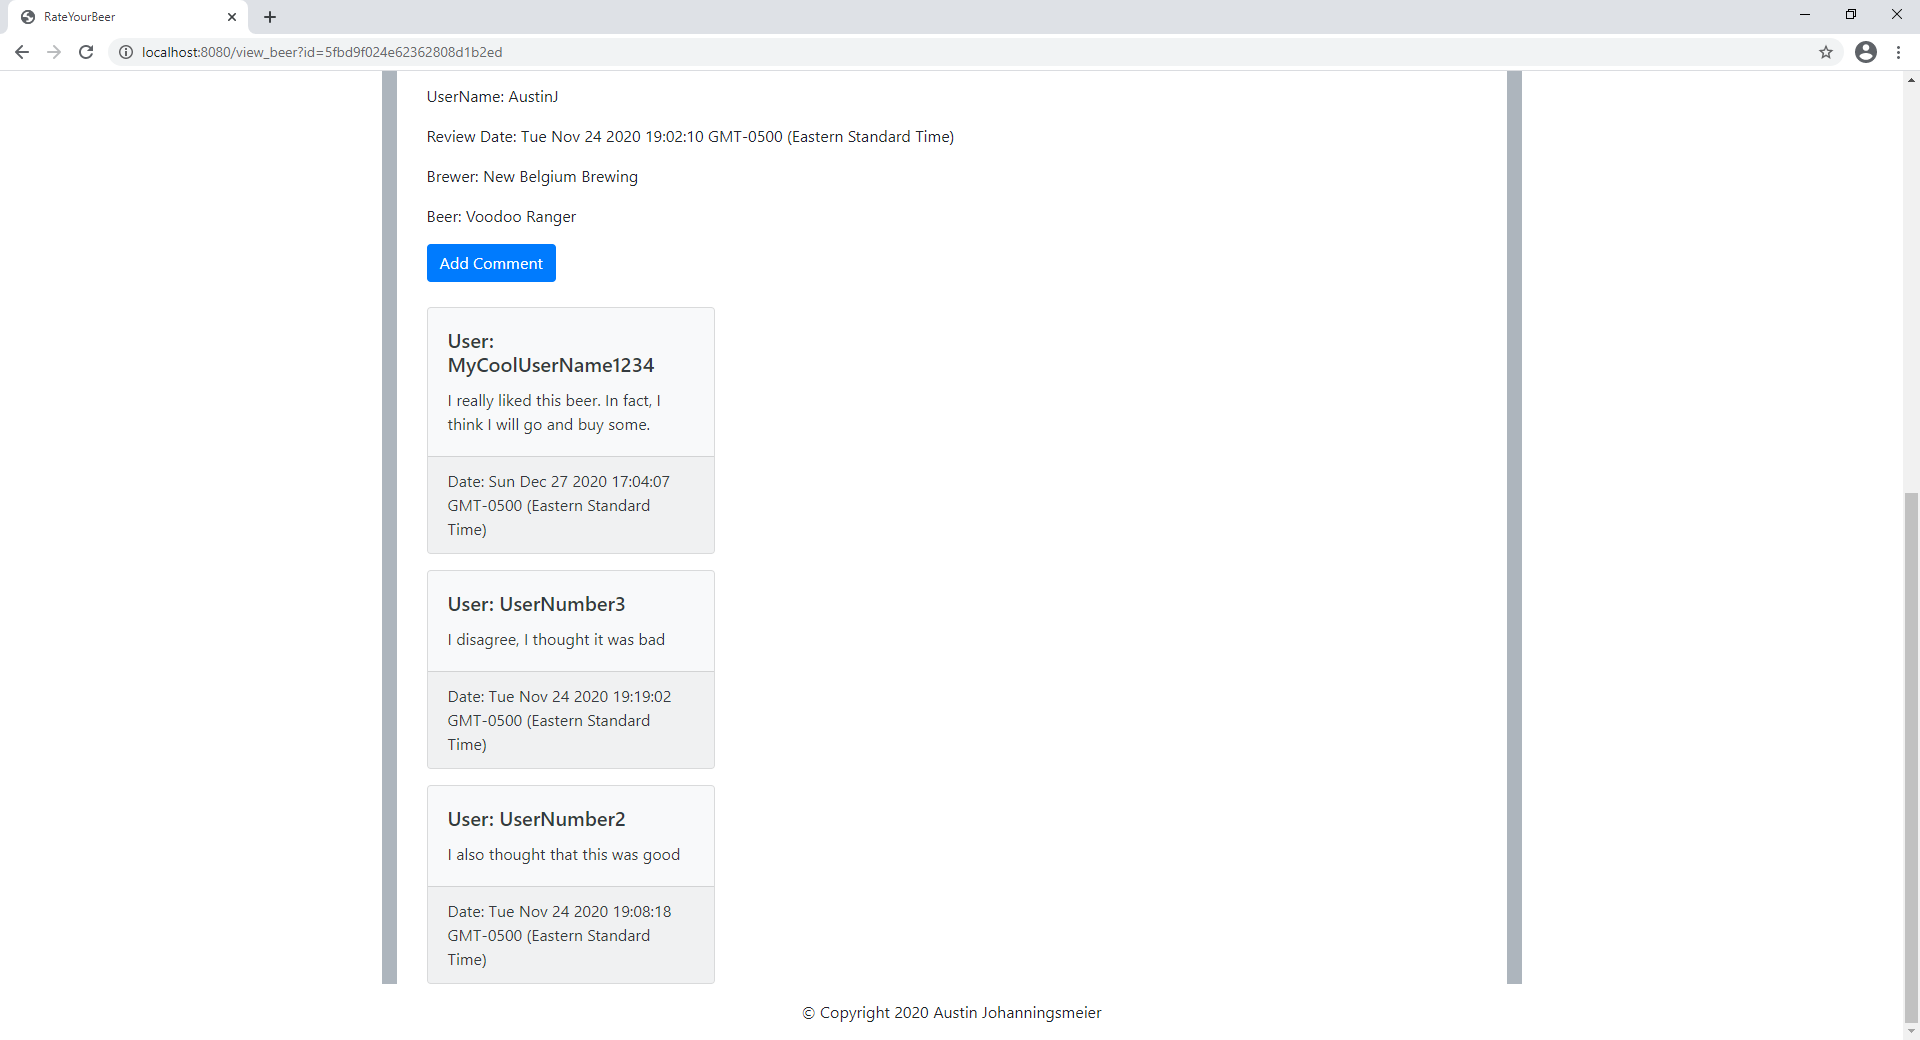 RateYourBeer
localhost:8080/view_beer?id=5fbd9f024e62362808d1b2ed
UserName: AustinJ
Review Date: Tue Nov 24 2020 19:02:10 GMT-0500 (Eastern Standard Time)
Brewer: New Belgium Brewing
Beer: Voodoo Ranger
Add Comment
User:
MyCoolUserName1234
I really liked this beer. In fact, I
think I will go and buy some.
Date: Sun Dec 27 2020 17:04:07
GMT-0500 (Eastern Standard
Time)
User: UserNumber3
I disagree, I thought it was bad
Date: Tue Nov 24 2020 19:19:02
GMT-0500 (Eastern Standard
Time)
User: UserNumber2
I also thought that this was good
Date: Tue Nov 24 2020 19:08:18
GMT-0500 (Eastern Standard
Time)
© Copyright 2020 Austin Johanningsmeier